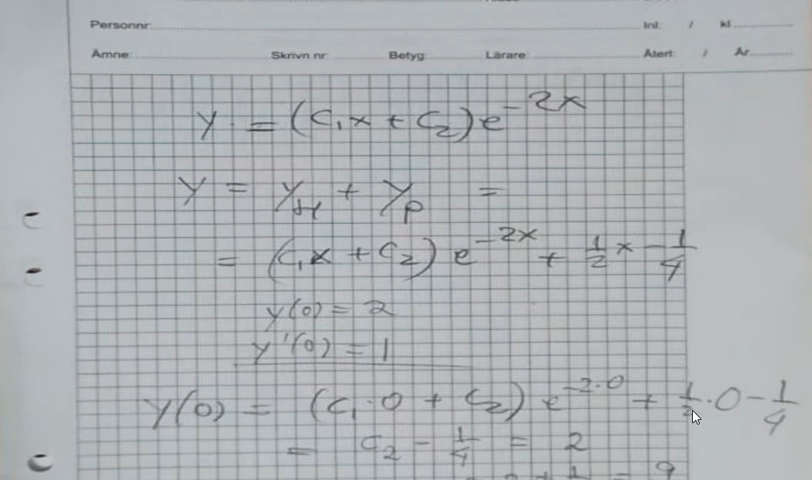 Personnr: Inl: / kl
Ämne: Skrivn.nr: Betyg: Lärare: Återl: / Är
y = (C₁x + C₂)e^-2x
y = y_H + y_p =
= (C₁x + C₂) e^-2x + 1/2 x - 1/4
y(0) = 2
y'(0) = 1
y(0) = (C₁·0 + C₂) e^-2·0 + 1/2·0 - 1/4
= C₂ - 1/4 = 2